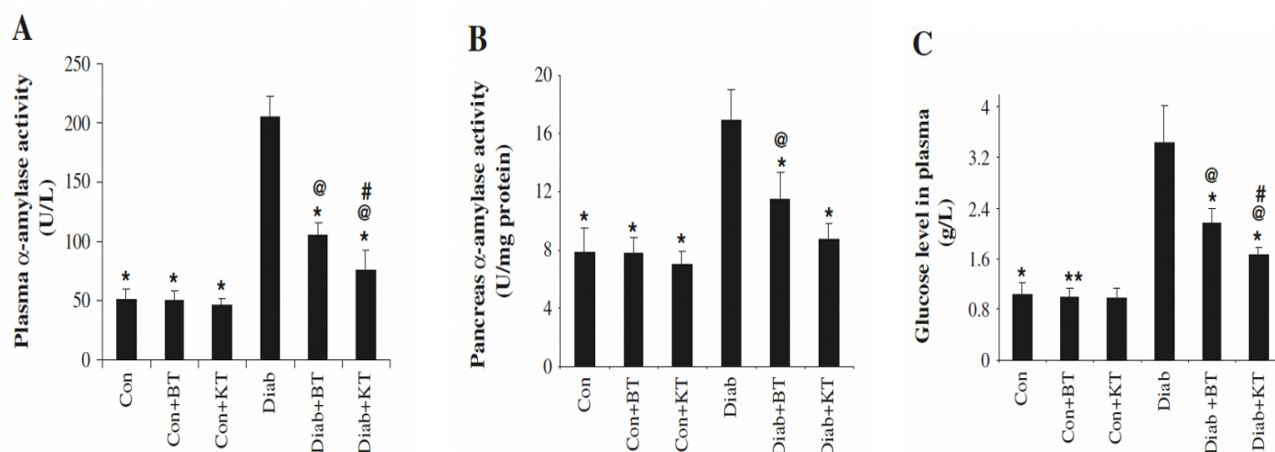 A
Plasma α-amylase activity
(U/L)
250
200
150
100
50
0
*
*
*
@
*
#
@
*
Con
Con+BT
Con+KT
Diab
Diab+BT
Diab+KT
B
Pancreas α-amylase activity
(U/mg protein)
20
16
12
8
4
0
*
*
*
@
*
*
Con
Con+BT
Con+KT
Diab
Diab+BT
Diab+KT
C
Glucose level in plasma
(g/L)
4
3.2
2.4
1.6
0.8
0
*
**
@
*
#
@
*
Con
Con+BT
Con+KT
Diab
Diab +BT
Diab+KT